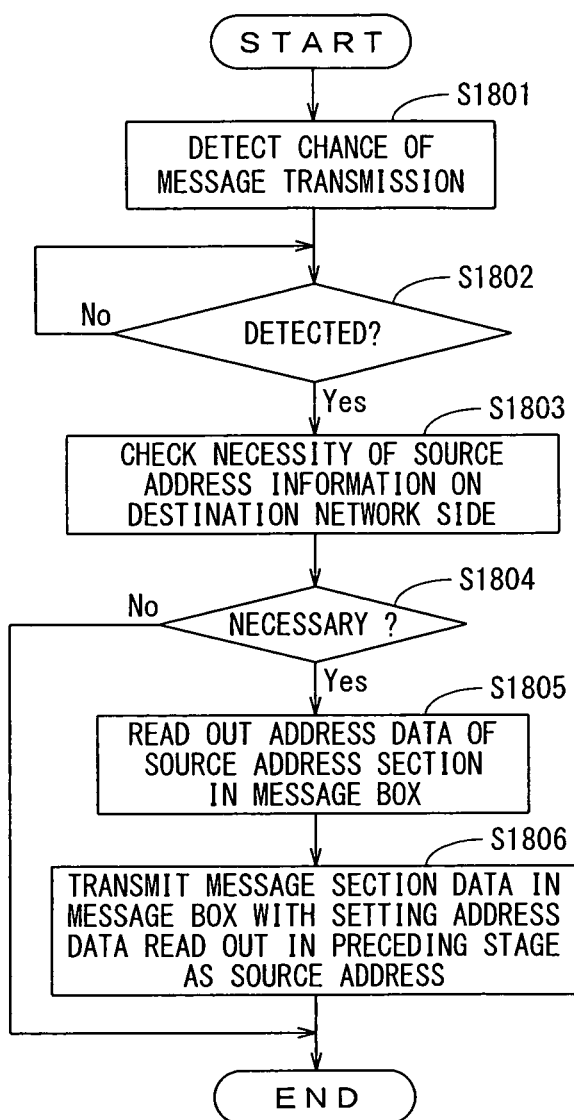 START
S1801
DETECT CHANCE OF
MESSAGE TRANSMISSION
S1802
No
DETECTED?
Yes
S1803
CHECK NECESSITY OF SOURCE
ADDRESS INFORMATION ON
DESTINATION NETWORK SIDE
S1804
No
NECESSARY ?
Yes
S1805
READ OUT ADDRESS DATA OF
SOURCE ADDRESS SECTION
IN MESSAGE BOX
S1806
TRANSMIT MESSAGE SECTION DATA IN
MESSAGE BOX WITH SETTING ADDRESS
DATA READ OUT IN PRECEDING STAGE
AS SOURCE ADDRESS
END